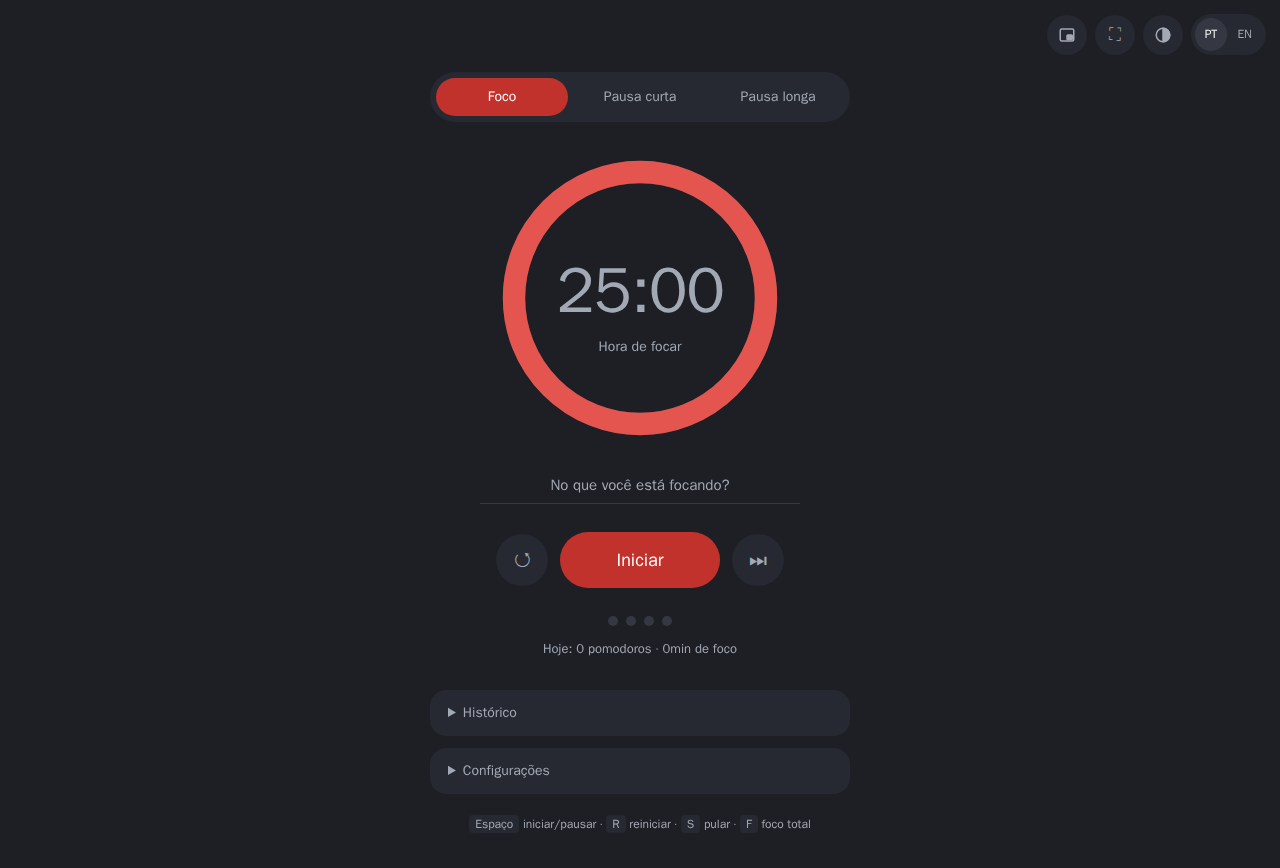 PT EN
Foco Pausa curta Pausa longa
25:00
Hora de focar
No que você está focando?
Iniciar
Hoje: 0 pomodoros · 0min de foco
Histórico
Configurações
Espaço iniciar/pausar · R reiniciar · S pular · F foco total